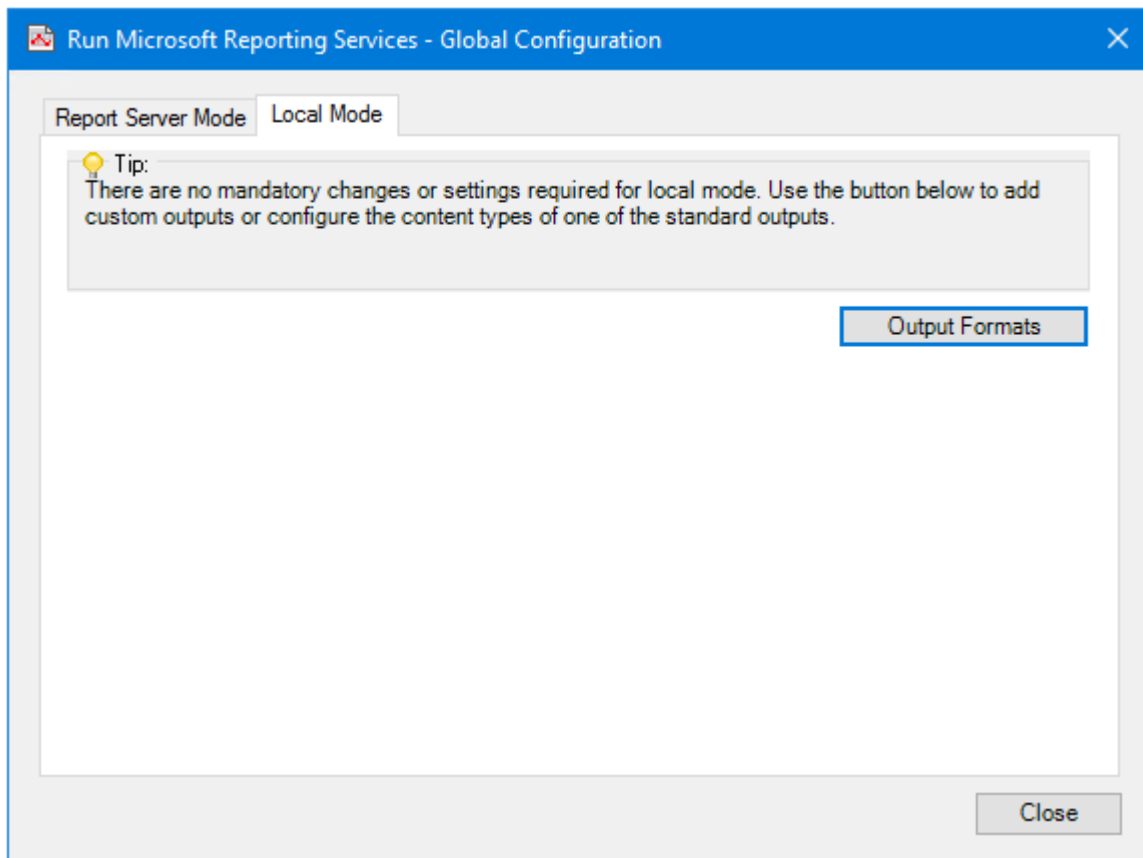 Run Microsoft Reporting Services - Global Configuration
Report Server Mode
Local Mode
Tip:
There are no mandatory changes or settings required for local mode. Use the button below to add
custom outputs or configure the content types of one of the standard outputs.
Output Formats
Close